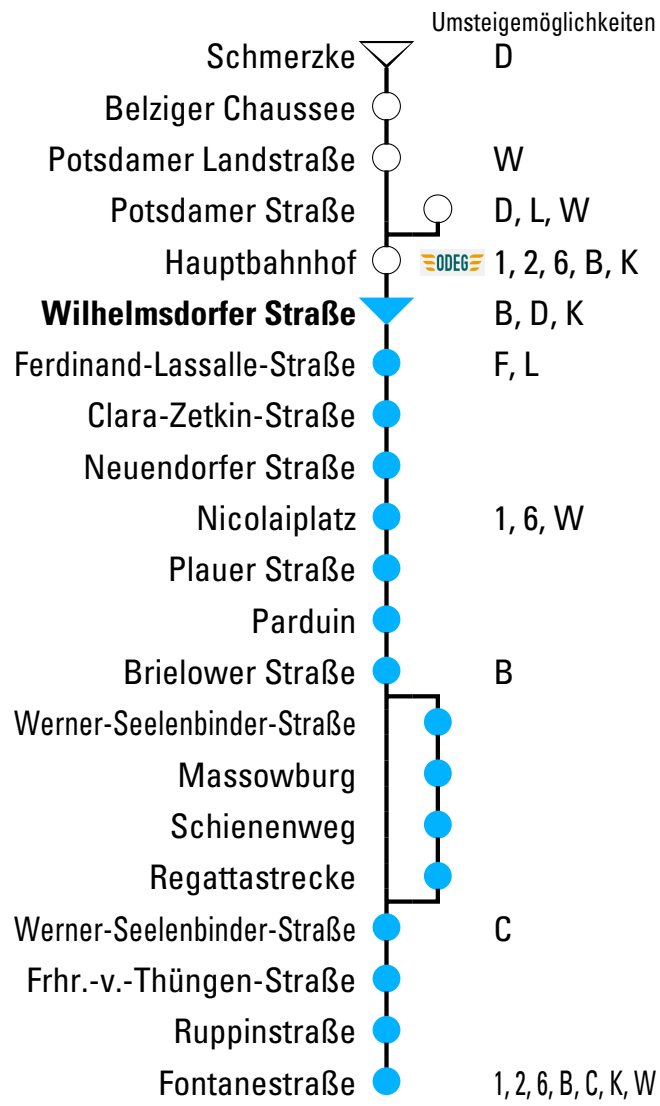 Umsteigemöglichkeiten
Schmerzke D
Belziger Chaussee
Potsdamer Landstraße W
Potsdamer Straße D, L, W
Hauptbahnhof ODEG 1, 2, 6, B, K
Wilhelmsdorfer Straße B, D, K
Ferdinand-Lassalle-Straße F, L
Clara-Zetkin-Straße
Neuendorfer Straße
Nicolaiplatz 1, 6, W
Plauer Straße
Parduin
Brielower Straße B
Werner-Seelenbinder-Straße
Massowburg
Schienenweg
Regattastrecke
Werner-Seelenbinder-Straße C
Frhr.-v.-Thüngen-Straße
Ruppinstraße
Fontanestraße 1, 2, 6, B, C, K, W